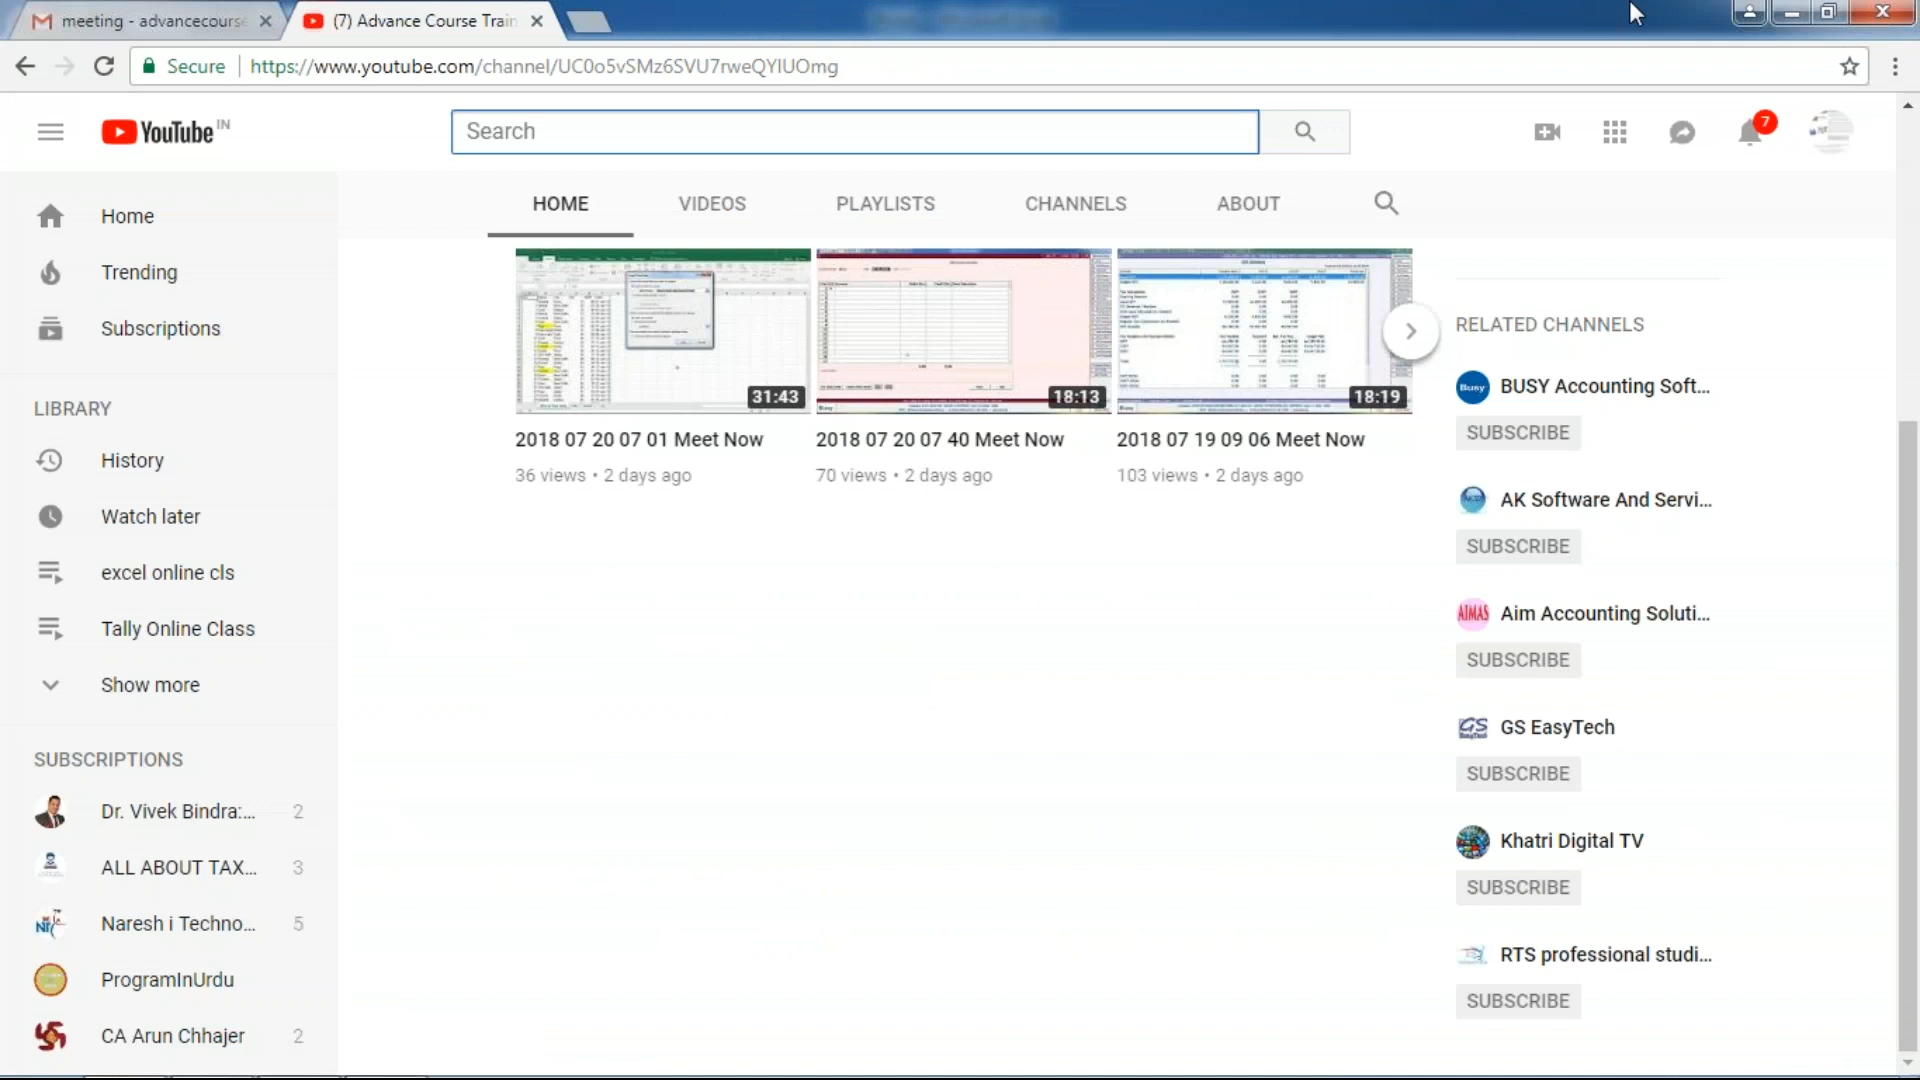 meeting - advancecourse
(7) Advance Course Train
Secure
https://www.youtube.com/channel/UC0o5vSMz6SVU7rweQYlUOmg
YouTube IN
Search
7
HOME VIDEOS PLAYLISTS CHANNELS ABOUT
Home
Trending
Subscriptions
LIBRARY
History
Watch later
excel online cls
Tally Online Class
Show more
SUBSCRIPTIONS
Dr. Vivek Bindra:... 2
ALL ABOUT TAX... 3
Naresh i Techno... 5
ProgramInUrdu
CA Arun Chhajer 2
31:43
2018 07 20 07 01 Meet Now
36 views • 2 days ago
18:13
2018 07 20 07 40 Meet Now
70 views • 2 days ago
18:19
2018 07 19 09 06 Meet Now
103 views • 2 days ago
RELATED CHANNELS
Busy
BUSY Accounting Soft...
SUBSCRIBE
AK Software And Servi...
SUBSCRIBE
AIMAS
Aim Accounting Soluti...
SUBSCRIBE
GS
GS EasyTech
SUBSCRIBE
Khatri Digital TV
SUBSCRIBE
RTS professional studi...
SUBSCRIBE